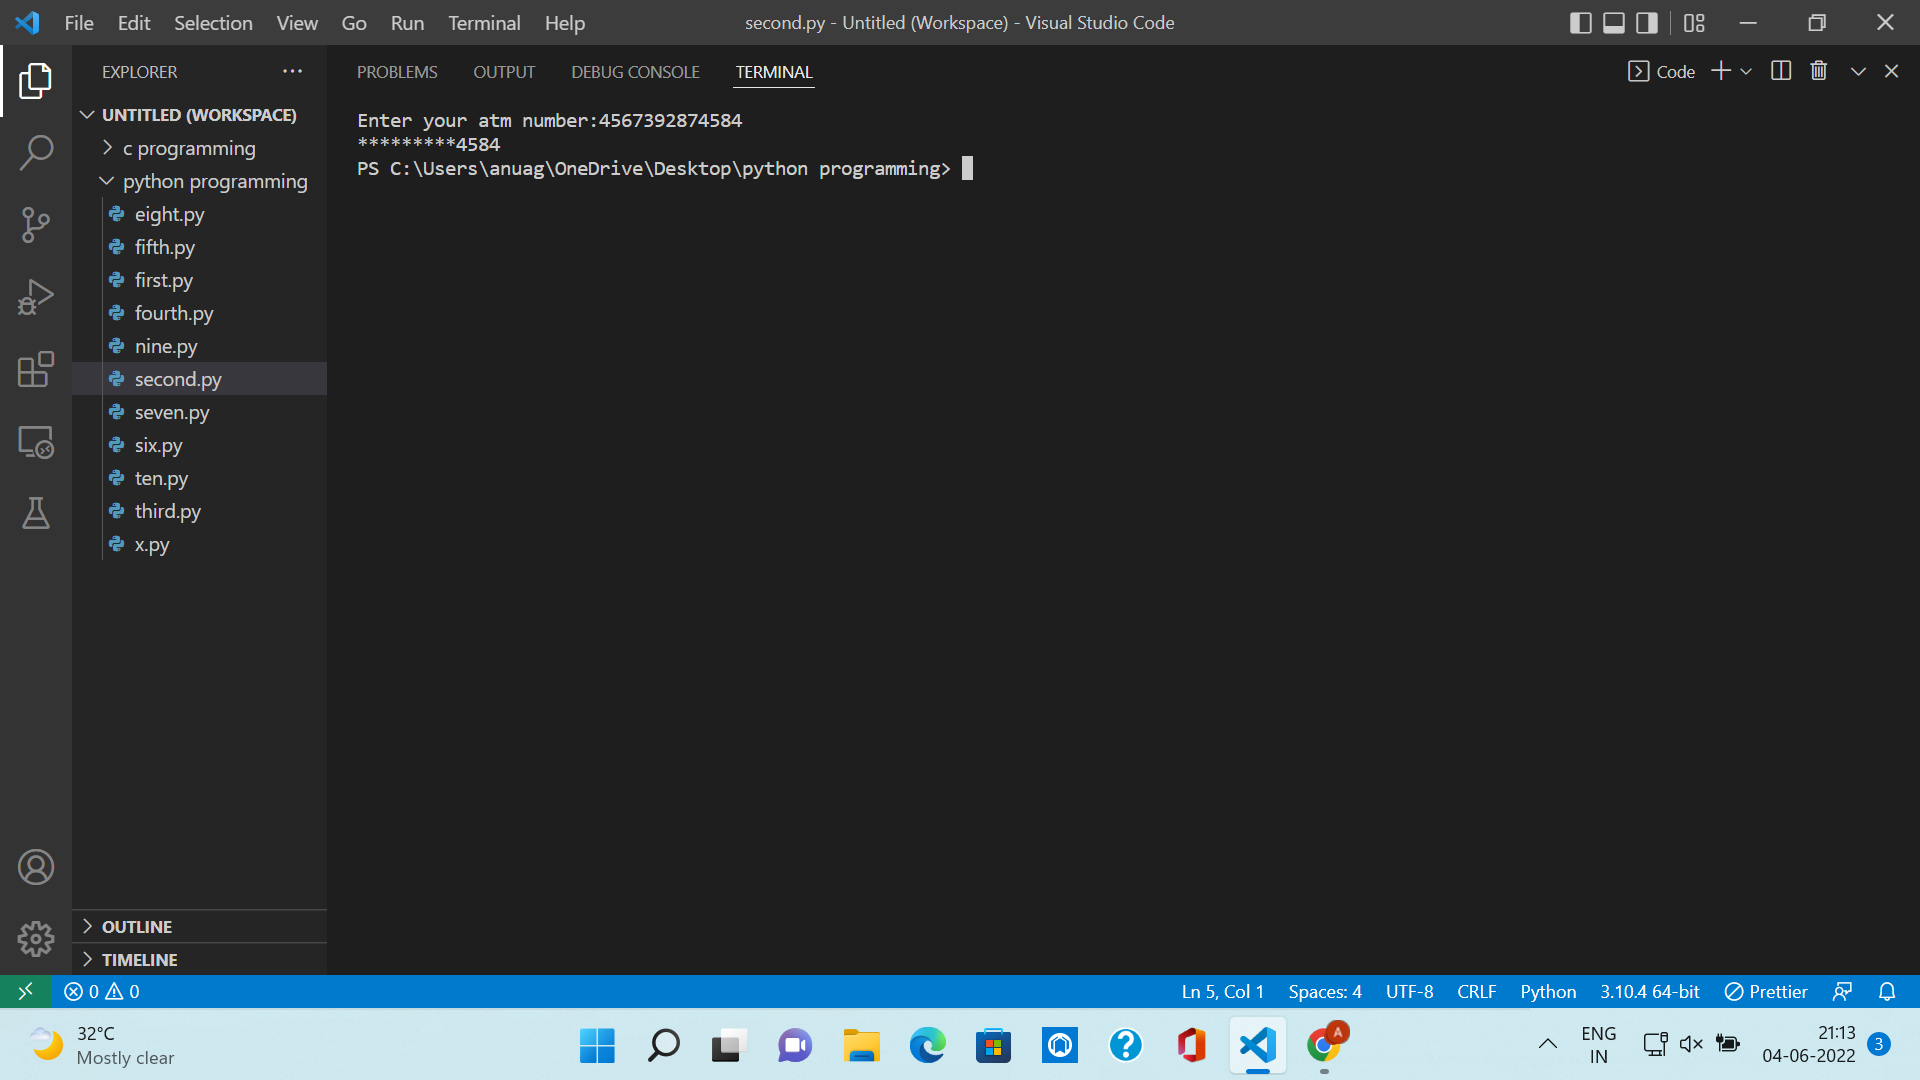 File Edit Selection View Go Run Terminal Help
second.py - Untitled (Workspace) - Visual Studio Code
EXPLORER
UNTITLED (WORKSPACE)
c programming
python programming
eight.py
fifth.py
first.py
fourth.py
nine.py
second.py
seven.py
six.py
ten.py
third.py
x.py
OUTLINE
TIMELINE
PROBLEMS OUTPUT DEBUG CONSOLE TERMINAL
Code
Enter your atm number:4567392874584
*********4584
PS C:\Users\anuag\OneDrive\Desktop\python programming>
0 0
Ln 5, Col 1 Spaces: 4 UTF-8 CRLF Python 3.10.4 64-bit Prettier
32°C
Mostly clear
A
ENG
IN
21:13
04-06-2022
3